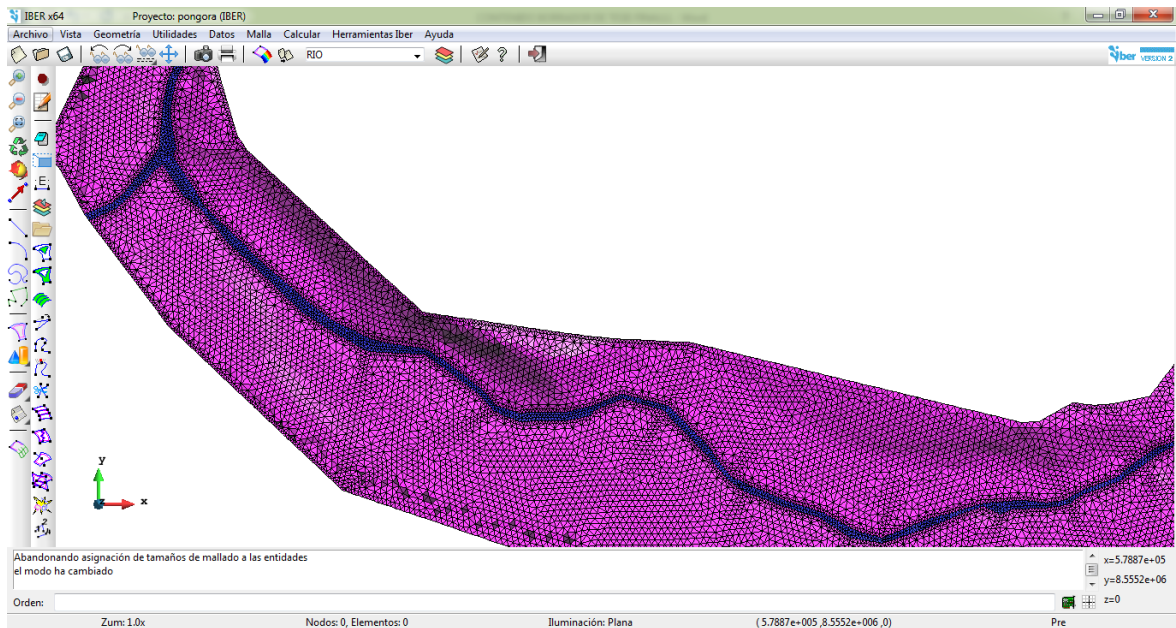 IBER x64 Proyecto: pongora (IBER)
Archivo Vista Geometría Utilidades Datos Malla Calcular Herramientas Iber Ayuda
RIO
iber VERSION 2
E
y
x
Abandonando asignación de tamaños de mallado a las entidades
el modo ha cambiado
x=5.7887e+05
y=8.5552e+06
Orden:
z=0
Zum: 1.0x Nodos: 0, Elementos: 0 Iluminación: Plana ( 5.7887e+005 ,8.5552e+006 ,0) Pre